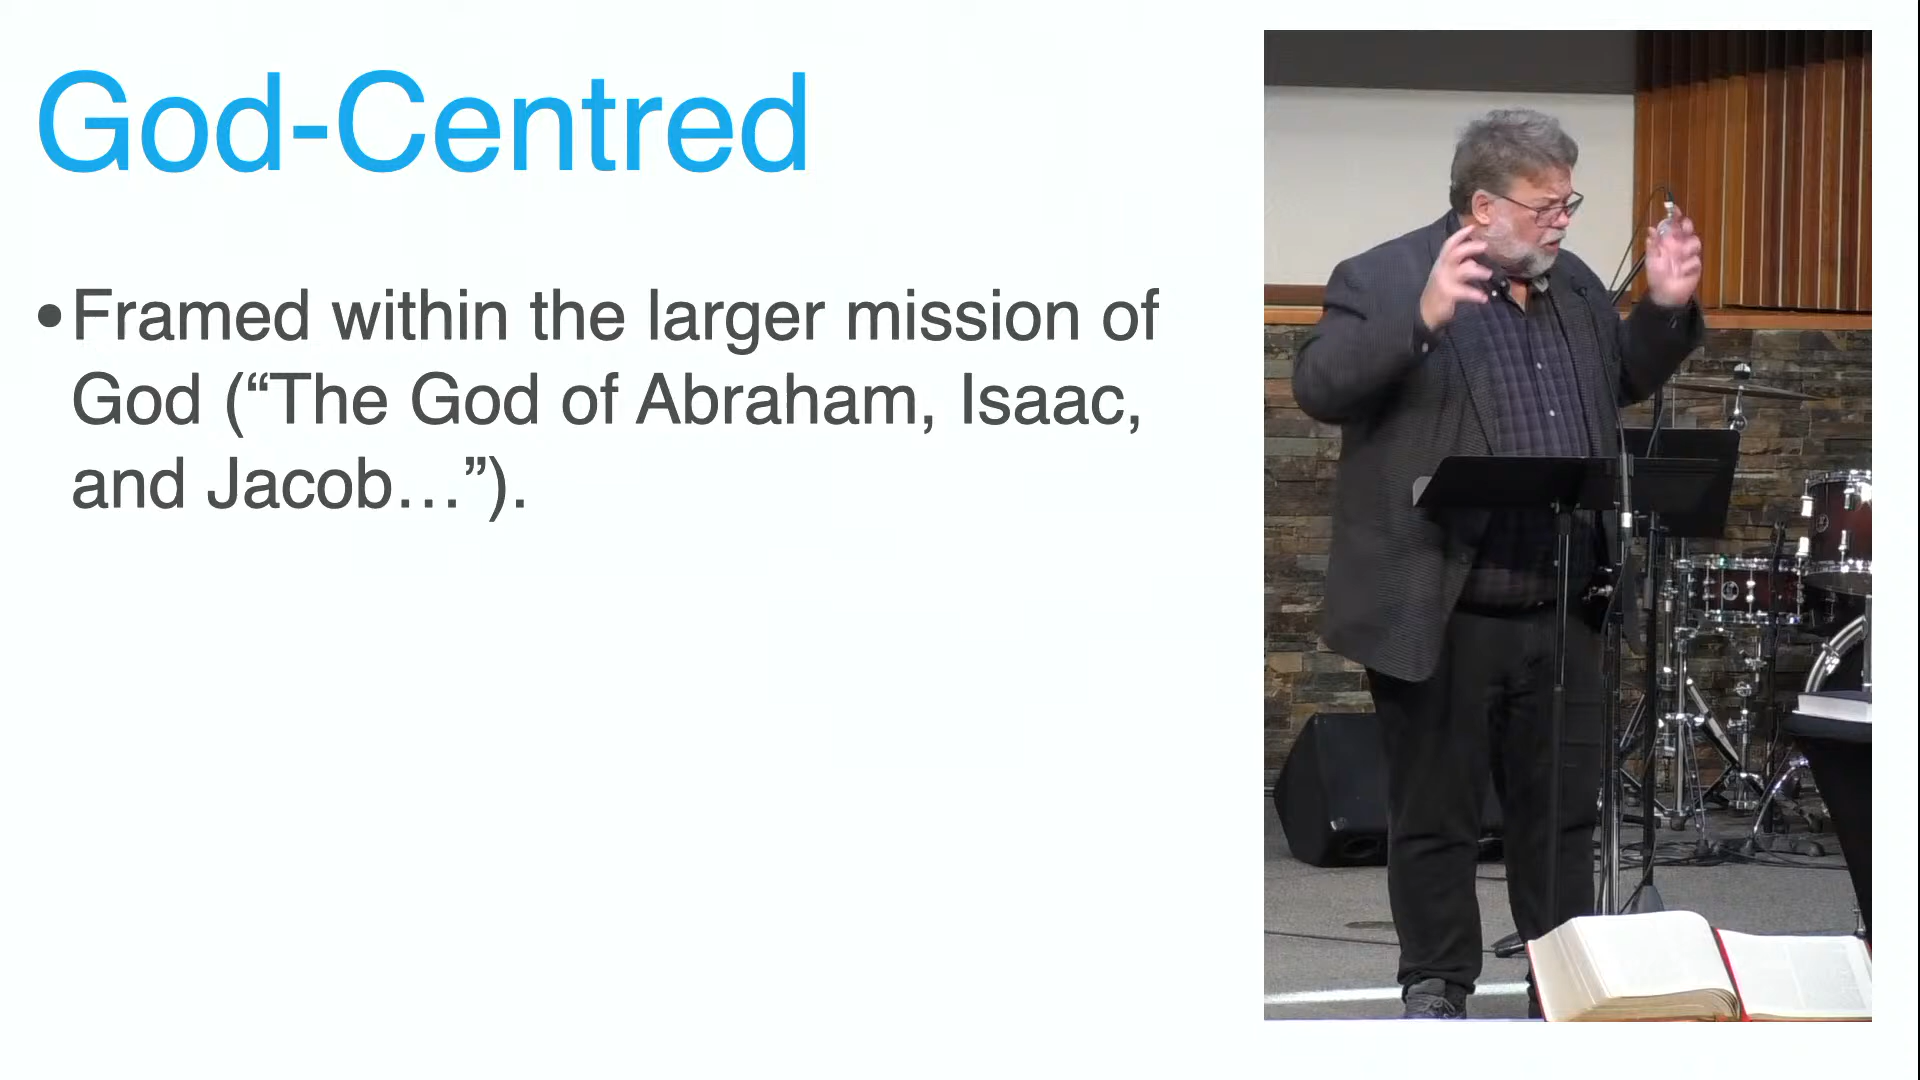 God-Centred
•Framed within the larger mission of
God (“The God of Abraham, Isaac,
and Jacob…”).